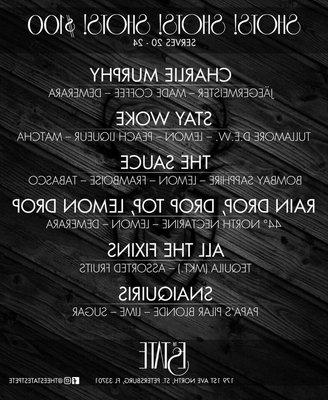 SHOTS! SHOTS! SHOTS! $100
SERVES 20 - 24
CHARLIE MURPHY
JÄGERMEISTER – MADE COFFEE – DEMERARA
STAY WOKE
TULLAMORE D.E.W. – LEMON – PEACH LIQUEUR – MATCHA
THE SAUCE
BOMBAY SAPPHIRE – LEMON – FRAMBOISE – TABASCO
RAIN DROP, DROP TOP, LEMON DROP
44º NORTH NECTARINE – LEMON – DEMERARA
ALL THE FIXINS
TEQUILA (MKT.) – ASSORTED FRUITS
SNAIQUIRIS
PAPA'S PILAR BLONDE – LIME – SUGAR
THE ESTATE
179 1ST AVE NORTH, ST. PETERSBURG, FL 33701
@THEESTATESTPETE